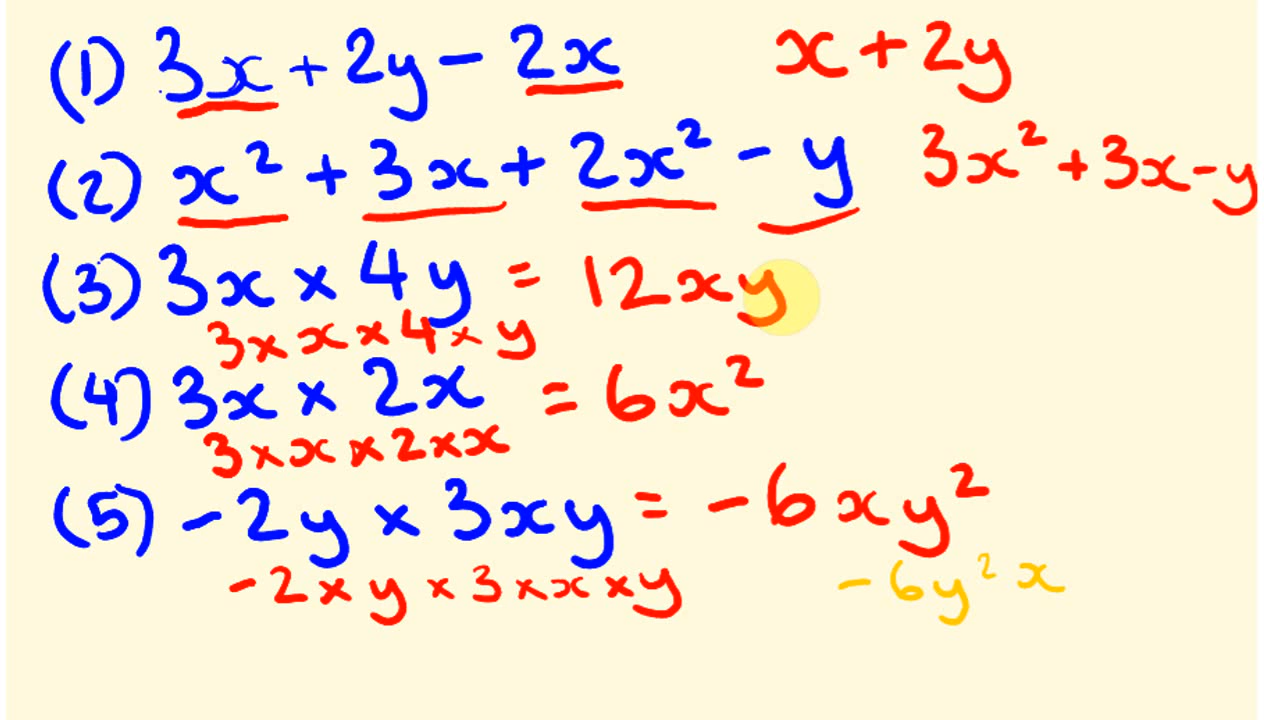 (1) 3x + 2y - 2x x + 2y
(2) x² + 3x + 2x² - y 3x² + 3x - y
(3) 3x × 4y = 12xy
3 × x × 4 × y
(4) 3x × 2x = 6x²
3 × x × 2 × x
(5) -2y × 3xy = -6xy²
-2 × y × 3 × x × y -6y²x